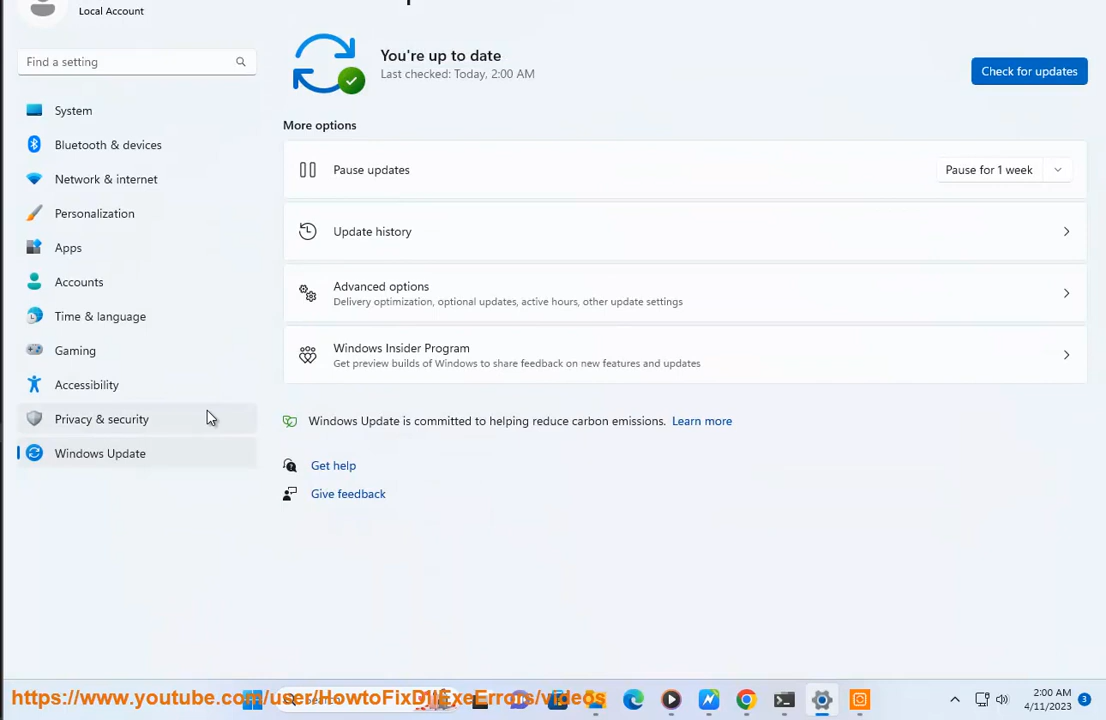 Local Account
Find a setting
You're up to date
Last checked: Today, 2:00 AM
Check for updates
System
Bluetooth & devices
Network & internet
Personalization
Apps
Accounts
Time & language
Gaming
Accessibility
Privacy & security
Windows Update
More options
Pause updates
Pause for 1 week
Update history
Advanced options
Delivery optimization, optional updates, active hours, other update settings
Windows Insider Program
Get preview builds of Windows to share feedback on new features and updates
Windows Update is committed to helping reduce carbon emissions. Learn more
Get help
Give feedback
2:00 AM
4/11/2023
3